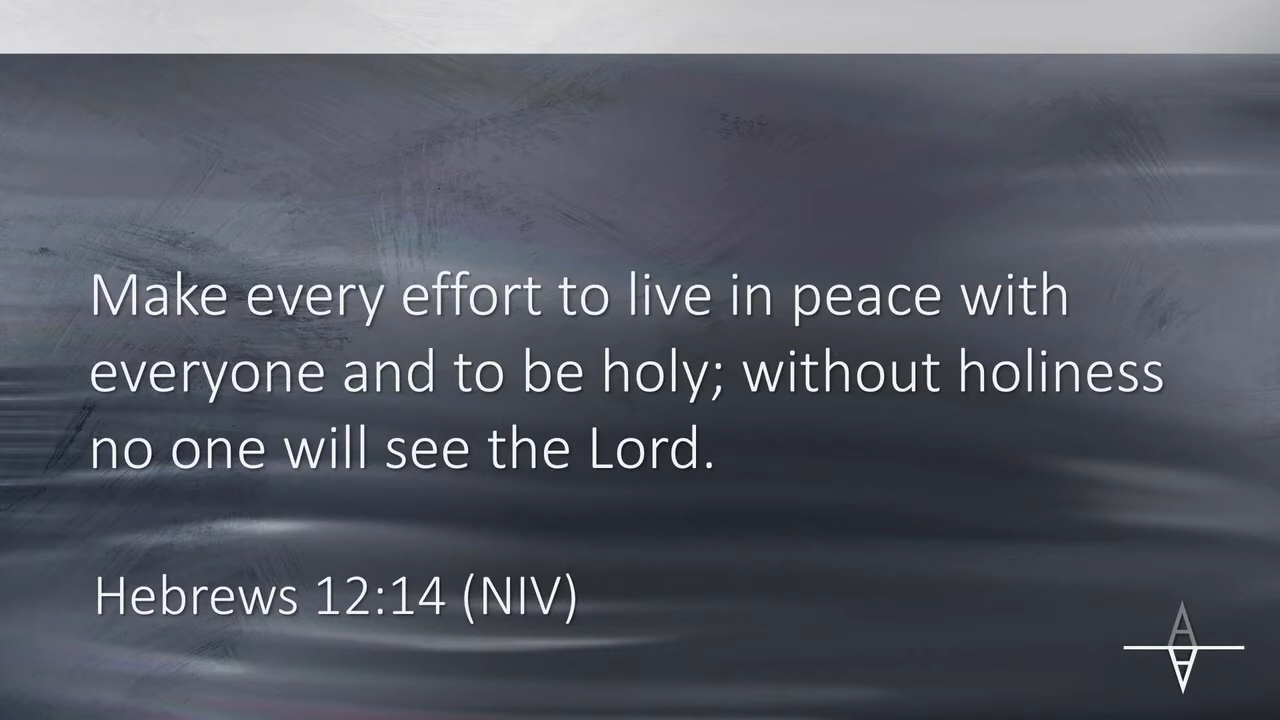 Make every effort to live in peace with
everyone and to be holy; without holiness
no one will see the Lord.
Hebrews 12:14 (NIV)